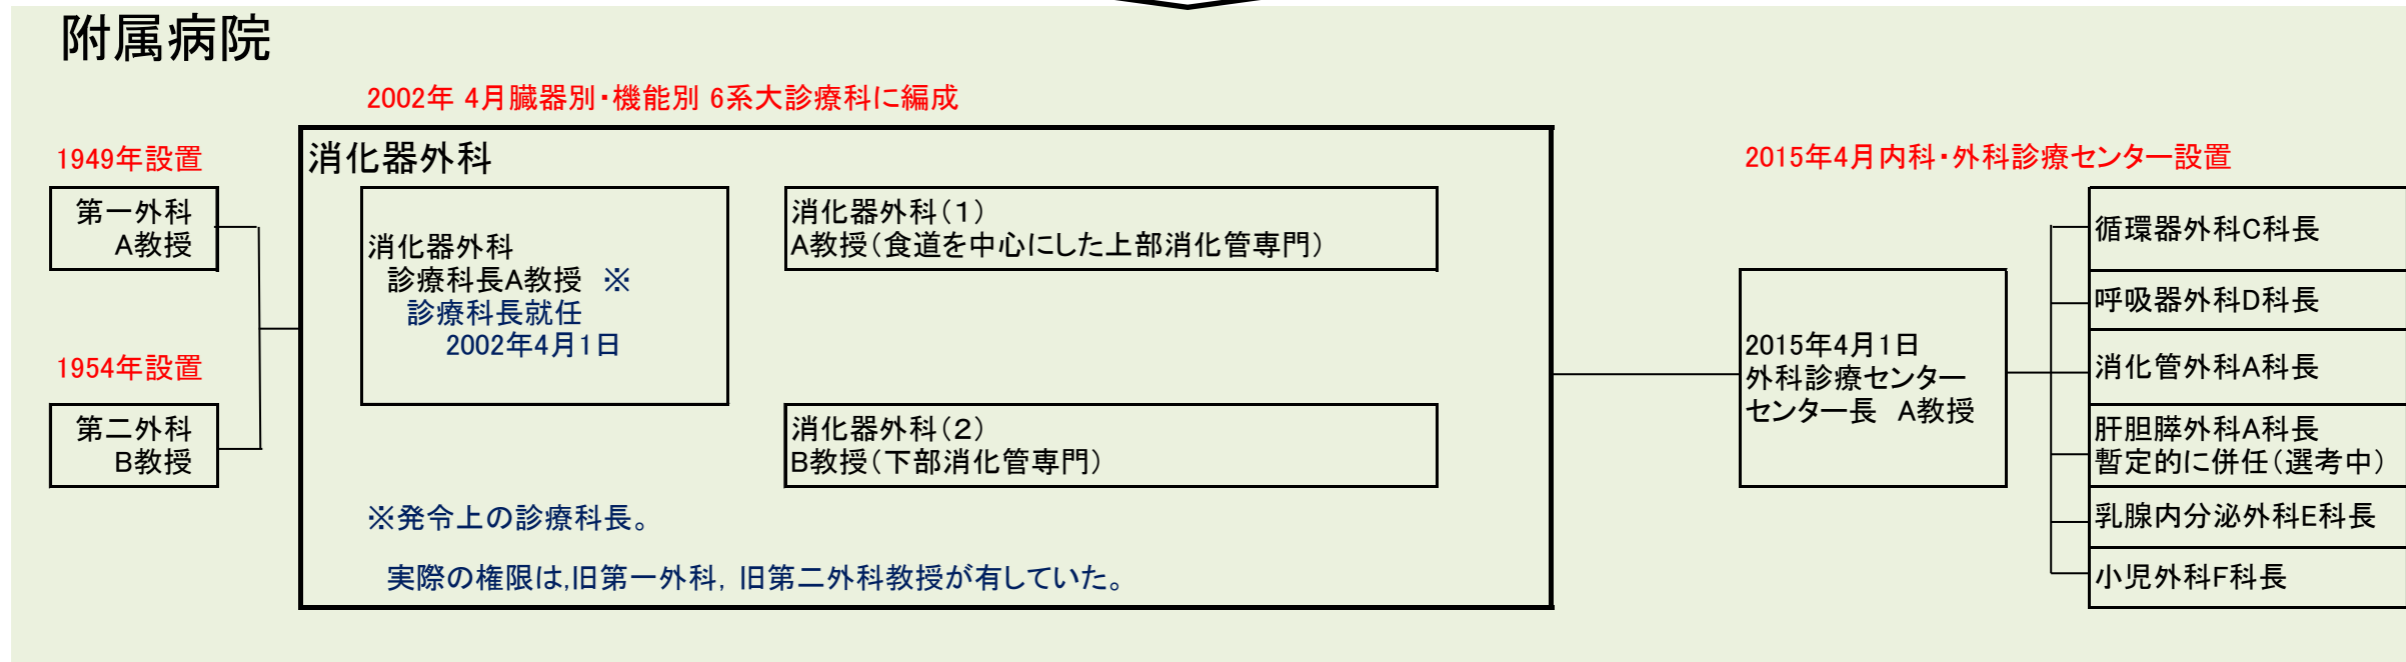 附属病院
2002年 4月臓器別・機能別 6系大診療科に編成
1949年設置
第一外科
A教授
1954年設置
第二外科
B教授
消化器外科
消化器外科
診療科長A教授 ※
診療科長就任
2002年4月1日
消化器外科(1)
A教授(食道を中心にした上部消化管専門)
消化器外科(2)
B教授(下部消化管専門)
※発令上の診療科長。
実際の権限は,旧第一外科, 旧第二外科教授が有していた。
2015年4月内科・外科診療センター設置
2015年4月1日
外科診療センター
センター長 A教授
循環器外科C科長
呼吸器外科D科長
消化管外科A科長
肝胆膵外科A科長
暫定的に併任(選考中)
乳腺内分泌外科E科長
小児外科F科長